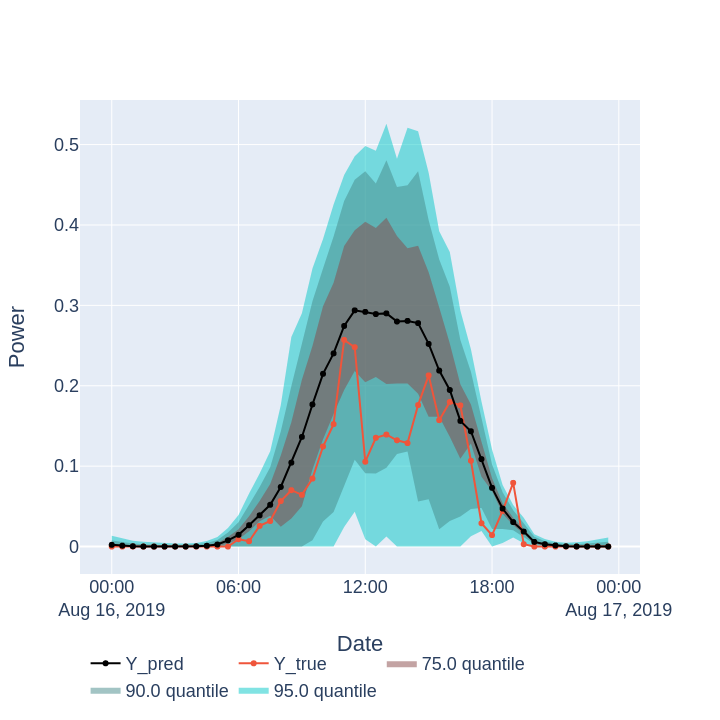 0.5
0.4
0.3
0.2
0.1
0
Power
00:00 06:00 12:00 18:00 00:00
Aug 16, 2019 Aug 17, 2019
Date
Y_pred Y_true 75.0 quantile
90.0 quantile 95.0 quantile